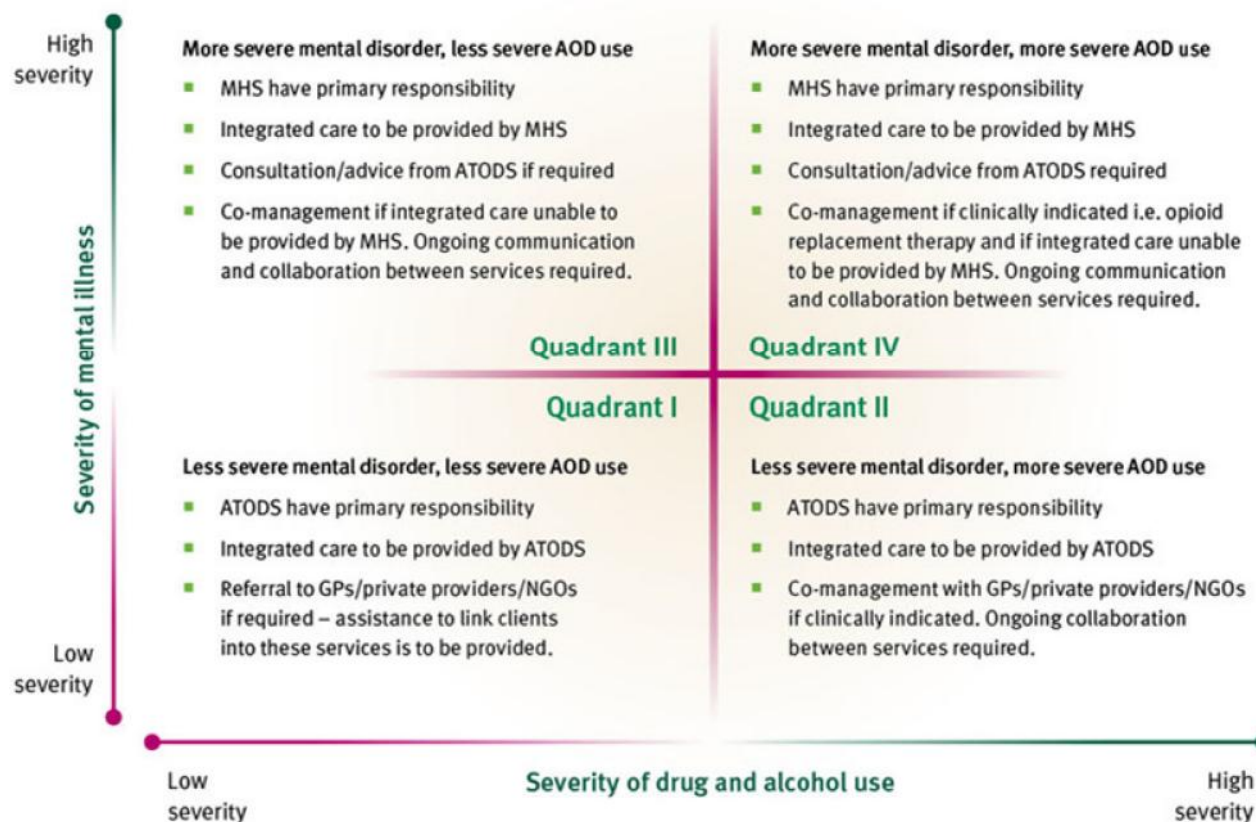 High
severity
More severe mental disorder, less severe AOD use
MHS have primary responsibility
Integrated care to be provided by MHS
Consultation/advice from ATODS if required
Co-management if integrated care unable to
be provided by MHS. Ongoing communication
and collaboration between services required.
More severe mental disorder, more severe AOD use
MHS have primary responsibility
Integrated care to be provided by MHS
Consultation/advice from ATODS required
Co-management if clinically indicated i.e. opioid
replacement therapy and if integrated care unable
to be provided by MHS. Ongoing communication
and collaboration between services required.
Severity of mental illness
Quadrant III
Quadrant IV
Quadrant I
Quadrant II
Less severe mental disorder, less severe AOD use
ATODS have primary responsibility
Integrated care to be provided by ATODS
Referral to GPs/private providers/NGOs
if required – assistance to link clients
into these services is to be provided.
Less severe mental disorder, more severe AOD use
ATODS have primary responsibility
Integrated care to be provided by ATODS
Co-management with GPs/private providers/NGOs
if clinically indicated. Ongoing collaboration
between services required.
Low
severity
Low
severity
Severity of drug and alcohol use
High
severity